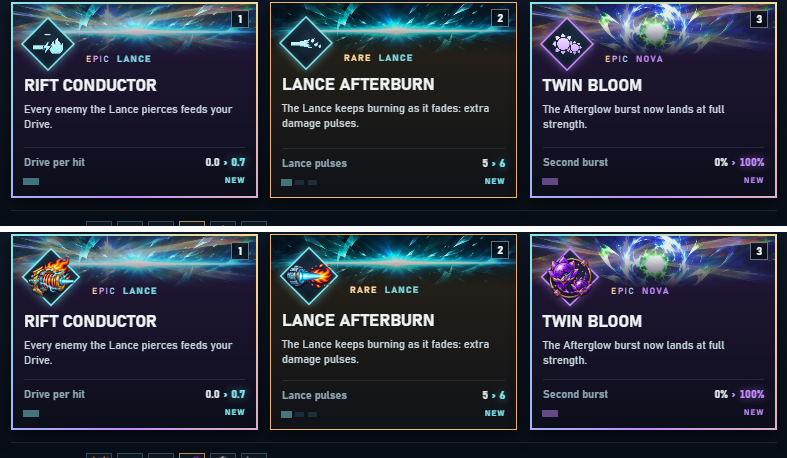 1
EPIC LANCE
RIFT CONDUCTOR
Every enemy the Lance pierces feeds your
Drive.
Drive per hit 0.0 › 0.7
NEW
2
RARE LANCE
LANCE AFTERBURN
The Lance keeps burning as it fades: extra
damage pulses.
Lance pulses 5 › 6
NEW
3
EPIC NOVA
TWIN BLOOM
The Afterglow burst now lands at full
strength.
Second burst 0% › 100%
NEW
1
EPIC LANCE
RIFT CONDUCTOR
Every enemy the Lance pierces feeds your
Drive.
Drive per hit 0.0 › 0.7
NEW
2
RARE LANCE
LANCE AFTERBURN
The Lance keeps burning as it fades: extra
damage pulses.
Lance pulses 5 › 6
NEW
3
EPIC NOVA
TWIN BLOOM
The Afterglow burst now lands at full
strength.
Second burst 0% › 100%
NEW